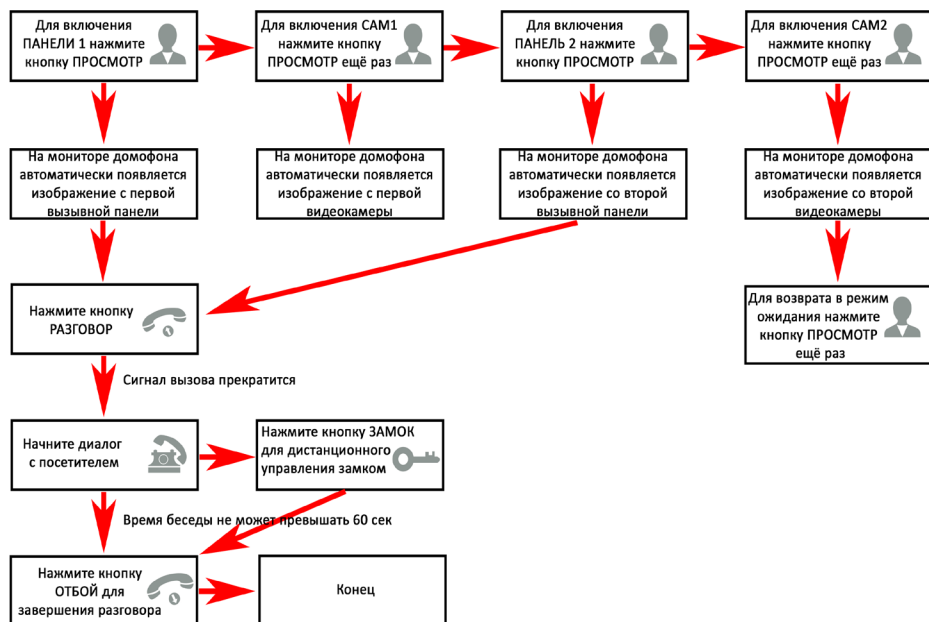 Для включения
ПАНЕЛИ 1 нажмите
кнопку ПРОСМОТР
Для включения САМ1
нажмите кнопку
ПРОСМОТР ещё раз
Для включения
ПАНЕЛЬ 2 нажмите
кнопку ПРОСМОТР
Для включения САМ2
нажмите кнопку
ПРОСМОТР ещё раз
На мониторе домофона
автоматически появляется
изображение с первой
вызывной панели
На мониторе домофона
автоматически появляется
изображение с первой
видеокамеры
На мониторе домофона
автоматически появляется
изображение со второй
вызывной панели
На мониторе домофона
автоматически появляется
изображение со второй
видеокамеры
Нажмите кнопку
РАЗГОВОР
Для возврата в режим
ожидания нажмите
кнопку ПРОСМОТР
ещё раз
Сигнал вызова прекратится
Начните диалог
с посетителем
Нажмите кнопку ЗАМОК
для дистанционного
управления замком
Время беседы не может превышать 60 сек
Нажмите кнопку
ОТБОЙ для
завершения разговора
Конец